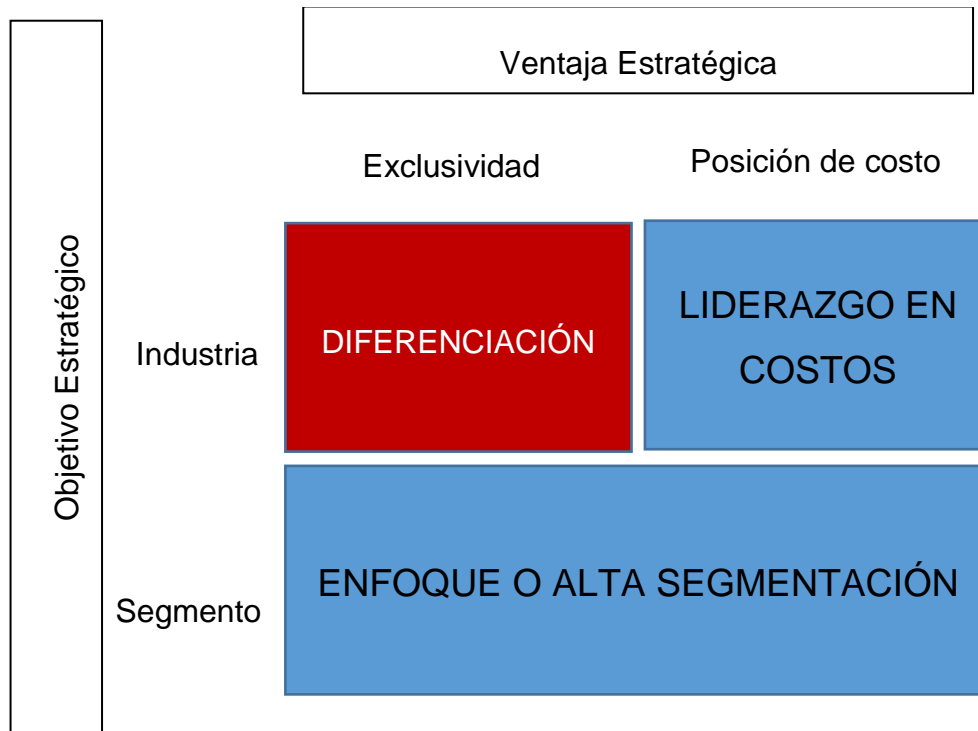 Ventaja Estratégica
Exclusividad
Posición de costo
Objetivo Estratégico
Industria
DIFERENCIACIÓN
LIDERAZGO EN
COSTOS
Segmento
ENFOQUE O ALTA SEGMENTACIÓN